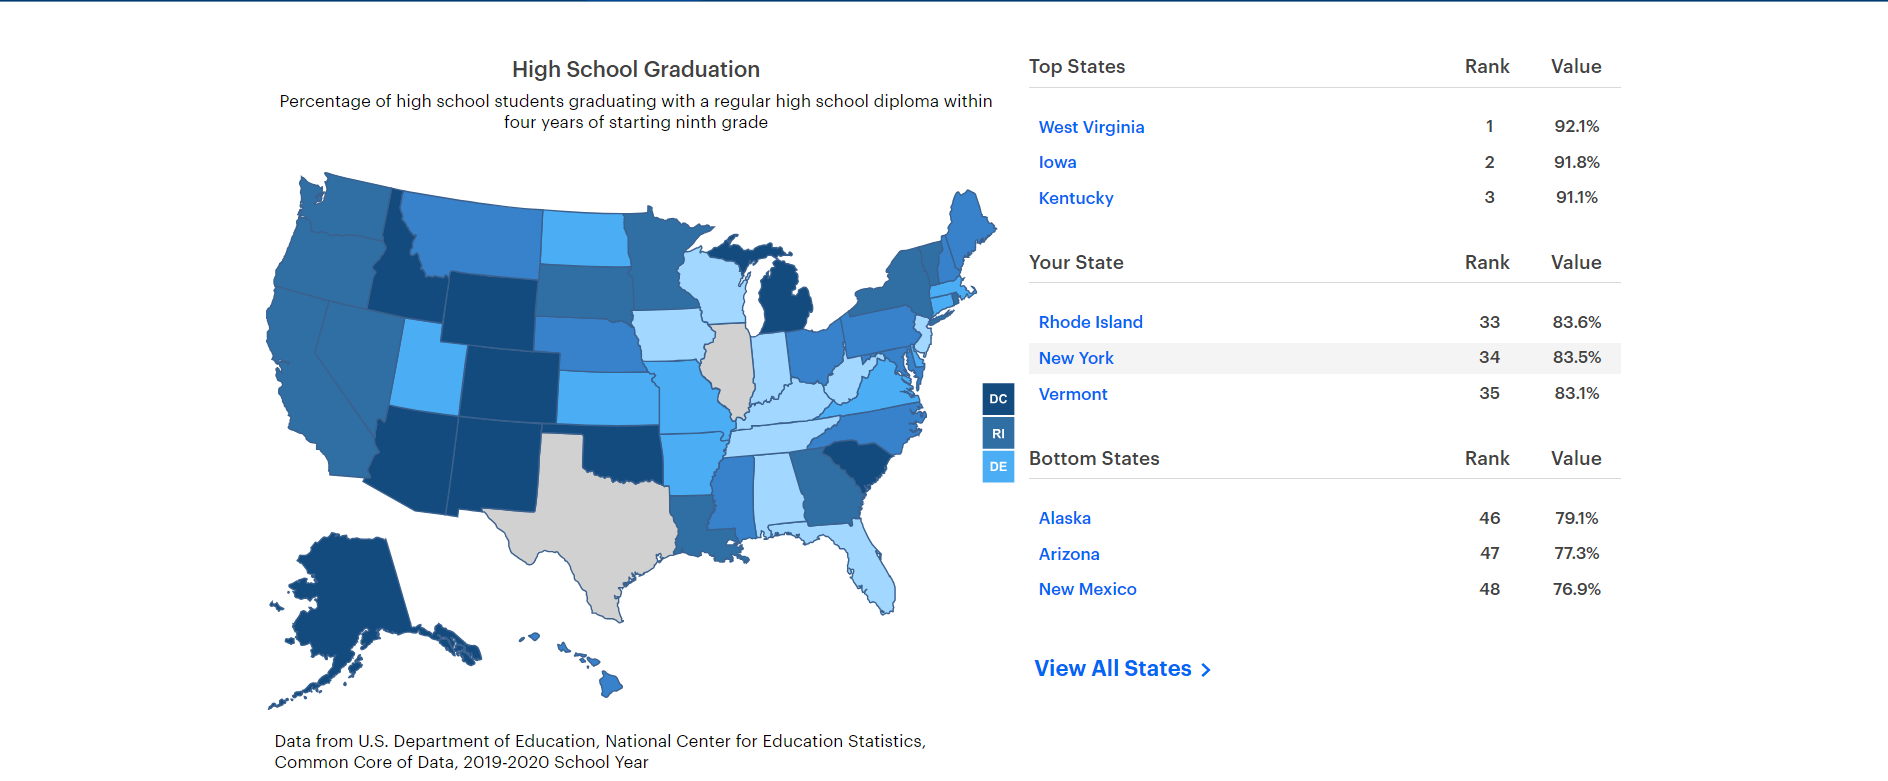 High School Graduation
Percentage of high school students graduating with a regular high school diploma within
four years of starting ninth grade
DC
RI
DE
Data from U.S. Department of Education, National Center for Education Statistics,
Common Core of Data, 2019-2020 School Year
Top States Rank Value
West Virginia 1 92.1%
Iowa 2 91.8%
Kentucky 3 91.1%
Your State Rank Value
Rhode Island 33 83.6%
New York 34 83.5%
Vermont 35 83.1%
Bottom States Rank Value
Alaska 46 79.1%
Arizona 47 77.3%
New Mexico 48 76.9%
View All States >